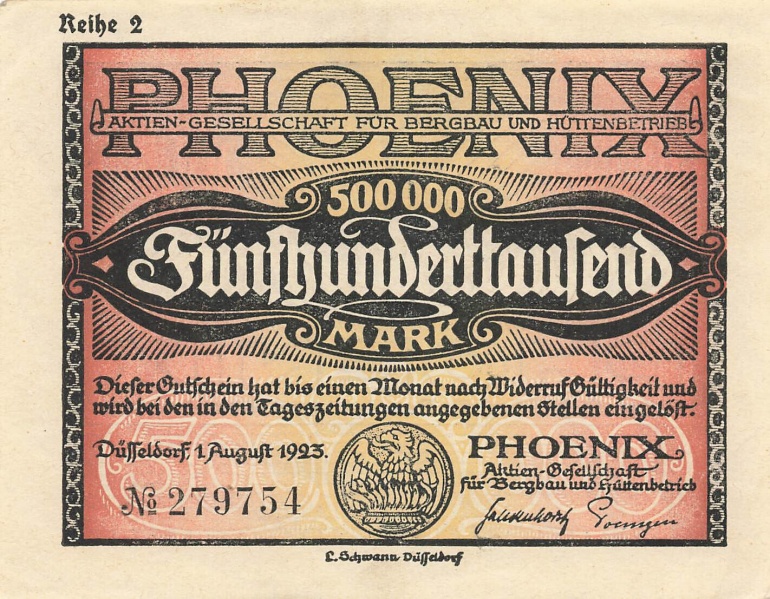 Reihe 2
PHOENIX
AKTIEN-GESELLSCHAFT FÜR BERGBAU UND HÜTTENBETRIEB
500000
Fünfhunderttausend
MARK
Dieser Gutschein hat bis einen Monat nach Widerruf Gültigkeit und
wird bei den in den Tageszeitungen angegebenen Stellen eingelöst.
Düsseldorf, 1. August 1923.
PHOENIX
Aktien-Gesellschaft
für Bergbau und Hüttenbetrieb
№ 279754
L. Schwann Düsseldorf